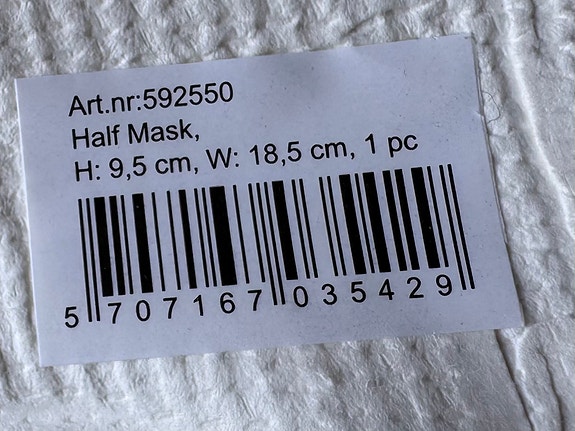 Art.nr:592550
Half Mask,
H: 9,5 cm, W: 18,5 cm, 1 pc
5 707167 035429